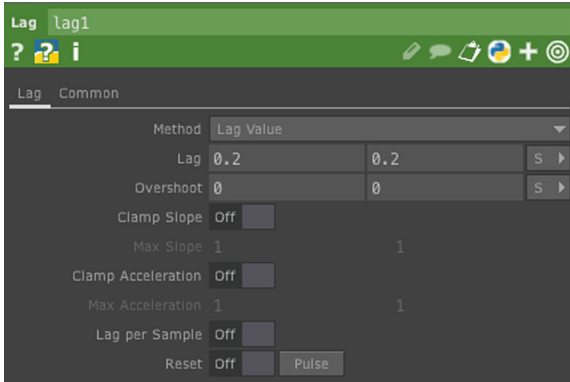 Lag lag1
? ? i
Lag Common
Method Lag Value
Lag 0.2 0.2 S
Overshoot 0 0 S
Clamp Slope Off
Max Slope 1 1
Clamp Acceleration Off
Max Acceleration 1 1
Lag per Sample Off
Reset Off Pulse